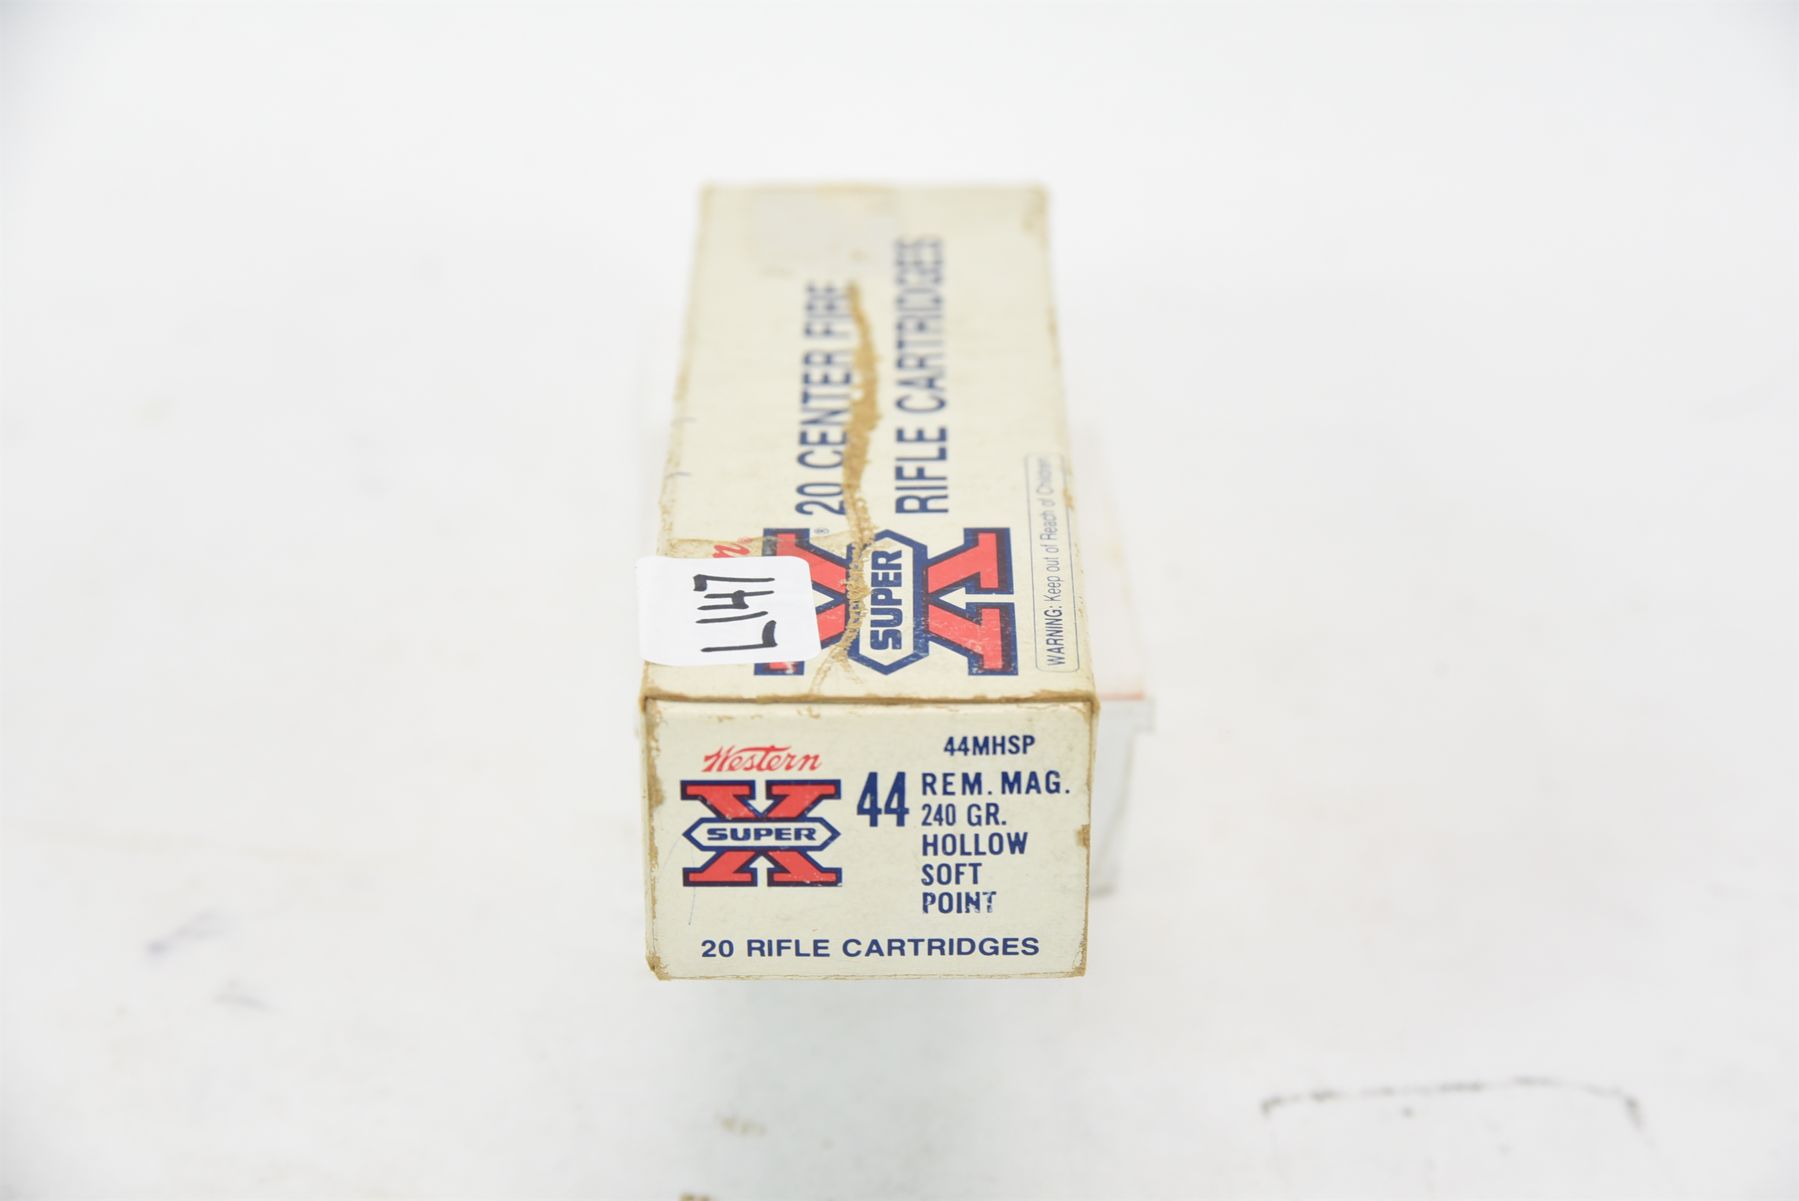 20 CENTER FIRE
RIFLE CARTRIDGES
SUPER
®
WARNING: Keep out of Reach of Children
L147
Western
SUPER
X
44MHSP
44 REM. MAG.
240 GR.
HOLLOW
SOFT
POINT
20 RIFLE CARTRIDGES